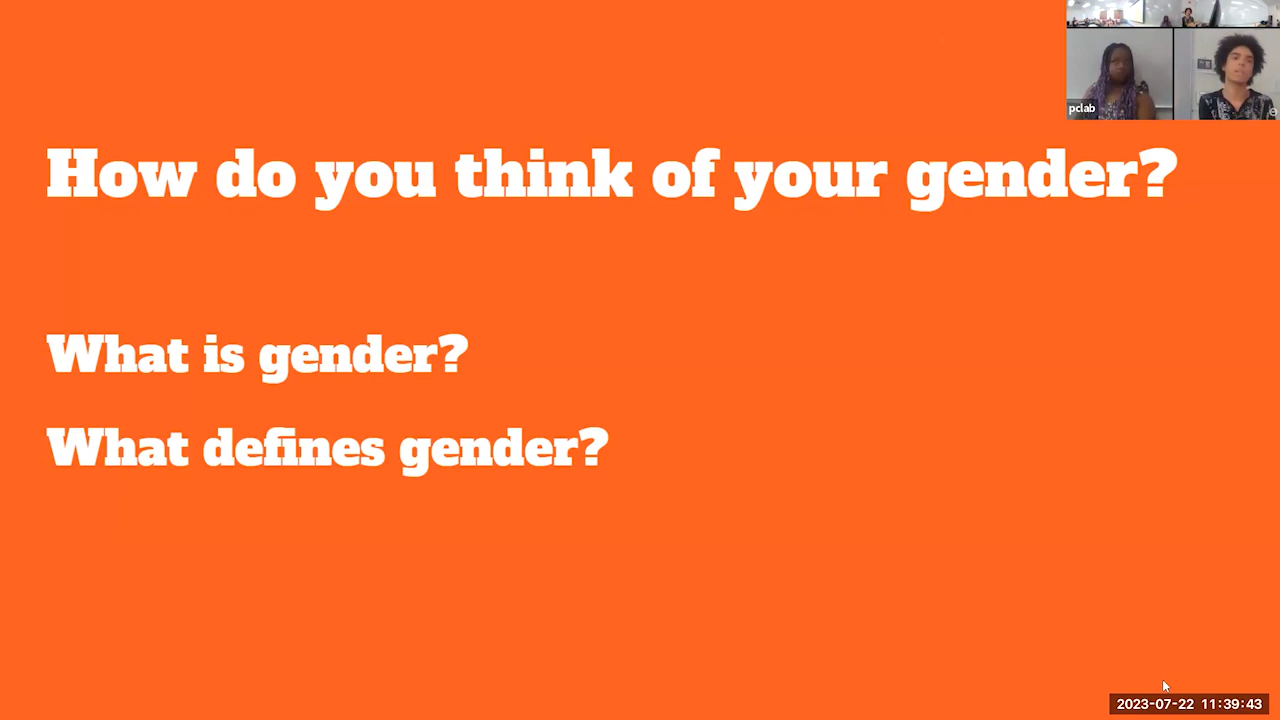 pclab
How do you think of your gender?
What is gender?
What defines gender?
2023-07-22 11:39:43